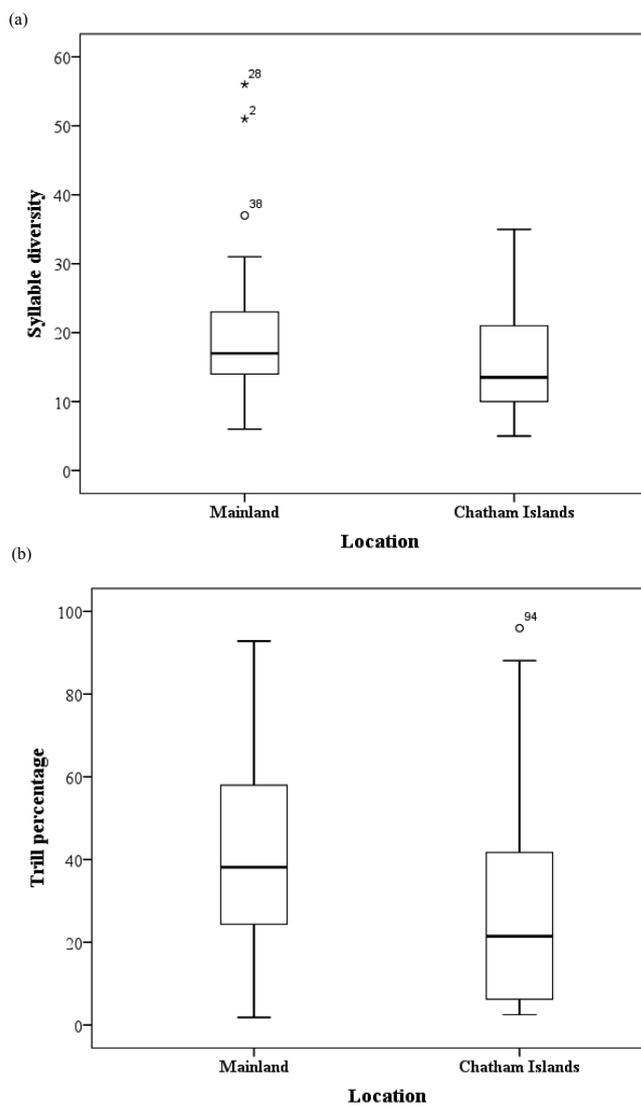 (a)
60
50
40
30
20
10
0
Syllable diversity
*28
*2
38
Mainland
Chatham Islands
Location
(b)
100
80
60
40
20
0
Trill percentage
94
Mainland
Chatham Islands
Location